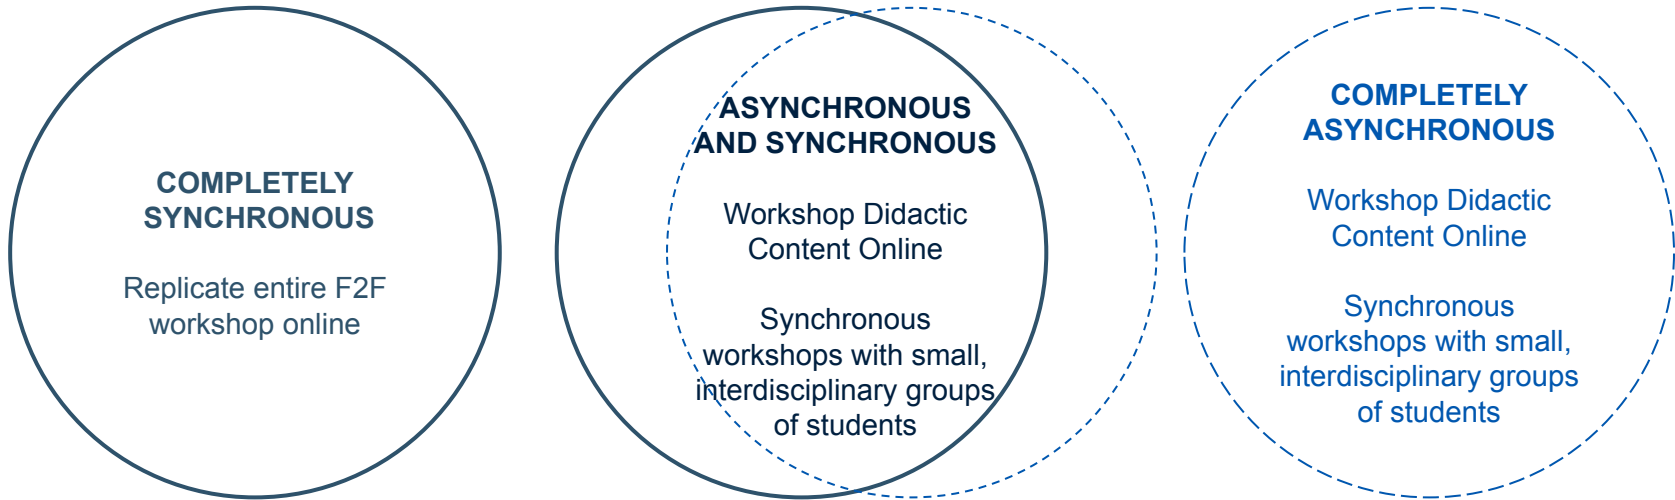 COMPLETELY
SYNCHRONOUS
Replicate entire F2F
workshop online
ASYNCHRONOUS
AND SYNCHRONOUS
Workshop Didactic
Content Online
Synchronous
workshops with small,
interdisciplinary groups
of students
COMPLETELY
ASYNCHRONOUS
Workshop Didactic
Content Online
Synchronous
workshops with small,
interdisciplinary groups
of students